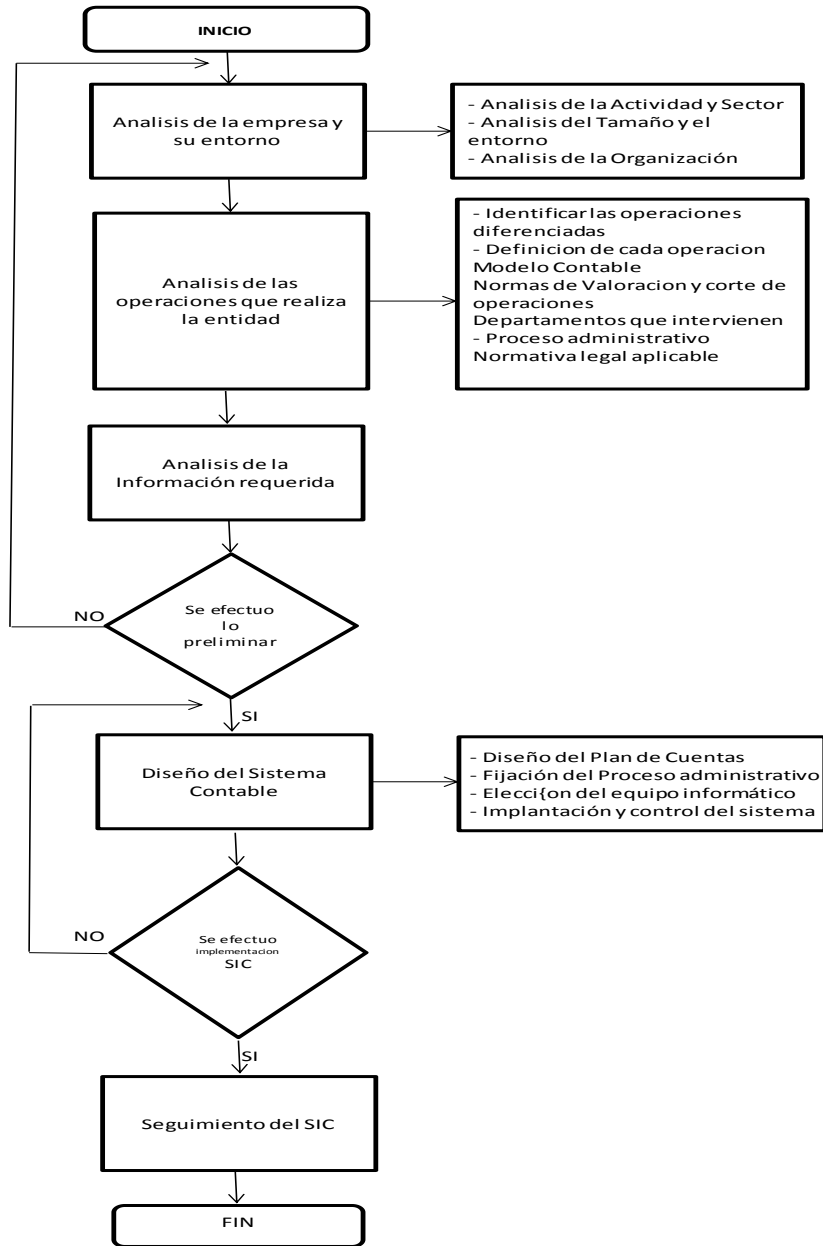 INICIO
Analisis de la empresa y
su entorno
- Analisis de la Actividad y Sector
- Analisis del Tamaño y el
entorno
- Analisis de la Organización
Analisis de las
operaciones que realiza
la entidad
- Identificar las operaciones
diferenciadas
- Definicion de cada operacion
Modelo Contable
Normas de Valoracion y corte de
operaciones
Departamentos que intervienen
- Proceso administrativo
Normativa legal aplicable
Analisis de la
Información requerida
NO
Se efectuo
lo
preliminar
SI
Diseño del Sistema
Contable
- Diseño del Plan de Cuentas
- Fijación del Proceso administrativo
- Elecci{on del equipo informático
- Implantación y control del sistema
NO
Se efectuo
implementacion
SIC
SI
Seguimiento del SIC
FIN